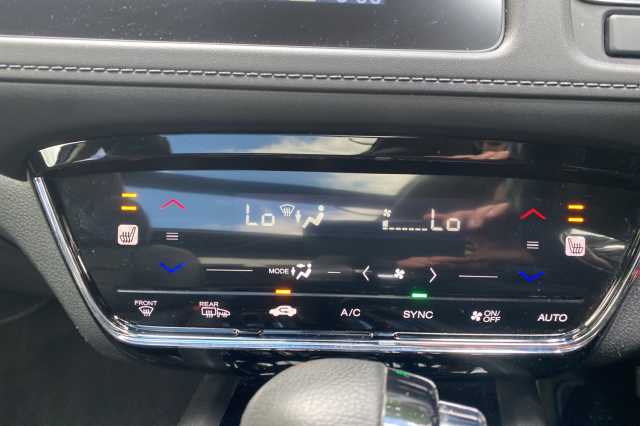 Lo Lo
MODE
FRONT REAR A/C SYNC ON/OFF AUTO